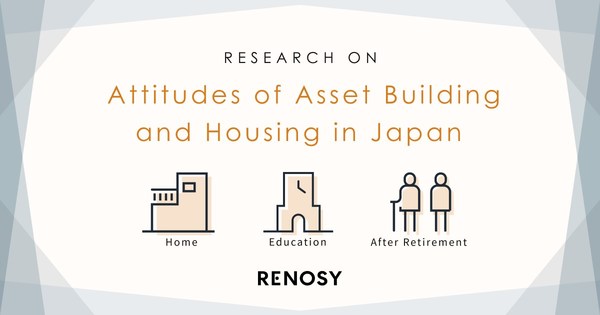 RESEARCH ON
Attitudes of Asset Building
and Housing in Japan
Home Education After Retirement
RENOSY